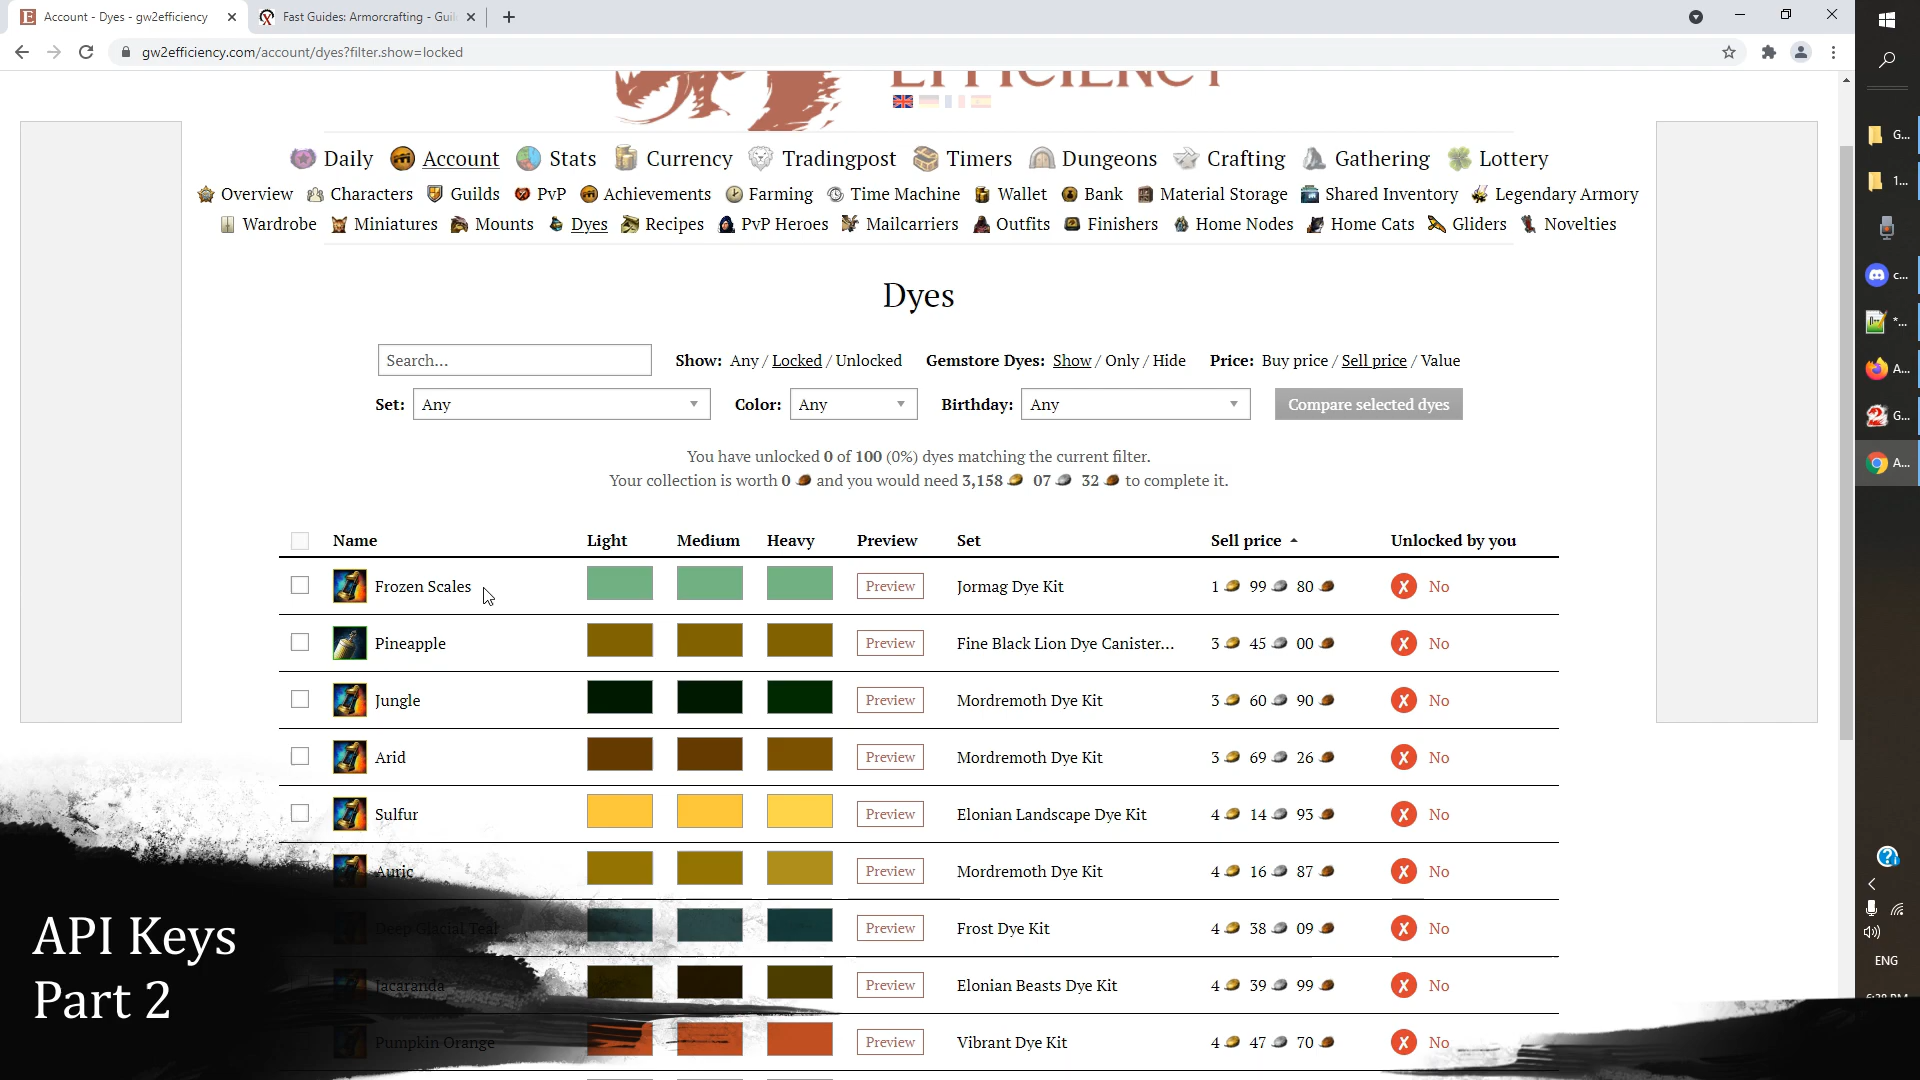 Account - Dyes - gw2efficiency
Fast Guides: Armorcrafting - Guil
gw2efficiency.com/account/dyes?filter.show=locked
EFFICIENCY
Daily Account Stats Currency Tradingpost Timers Dungeons Crafting Gathering Lottery
Overview Characters Guilds PvP Achievements Farming Time Machine Wallet Bank Material Storage Shared Inventory Legendary Armory
Wardrobe Miniatures Mounts Dyes Recipes PvP Heroes Mailcarriers Outfits Finishers Home Nodes Home Cats Gliders Novelties
Dyes
Search... Show: Any / Locked / Unlocked Gemstore Dyes: Show / Only / Hide Price: Buy price / Sell price / Value
Set: Any Color: Any Birthday: Any Compare selected dyes
You have unlocked 0 of 100 (0%) dyes matching the current filter.
Your collection is worth 0 and you would need 3,158 07 32 to complete it.
Name Light Medium Heavy Preview Set Sell price Unlocked by you
Frozen Scales Preview Jormag Dye Kit 1 99 80 No
Pineapple Preview Fine Black Lion Dye Canister... 3 45 00 No
Jungle Preview Mordremoth Dye Kit 3 60 90 No
Arid Preview Mordremoth Dye Kit 3 69 26 No
Sulfur Preview Elonian Landscape Dye Kit 4 14 93 No
Auric Preview Mordremoth Dye Kit 4 16 87 No
Deep Glacial Teal Preview Frost Dye Kit 4 38 09 No
Jacaranda Preview Elonian Beasts Dye Kit 4 39 99 No
Pumpkin Orange Preview Vibrant Dye Kit 4 47 70 No
API Keys
Part 2
G...
1...
c...
*...
A...
G...
A...
ENG